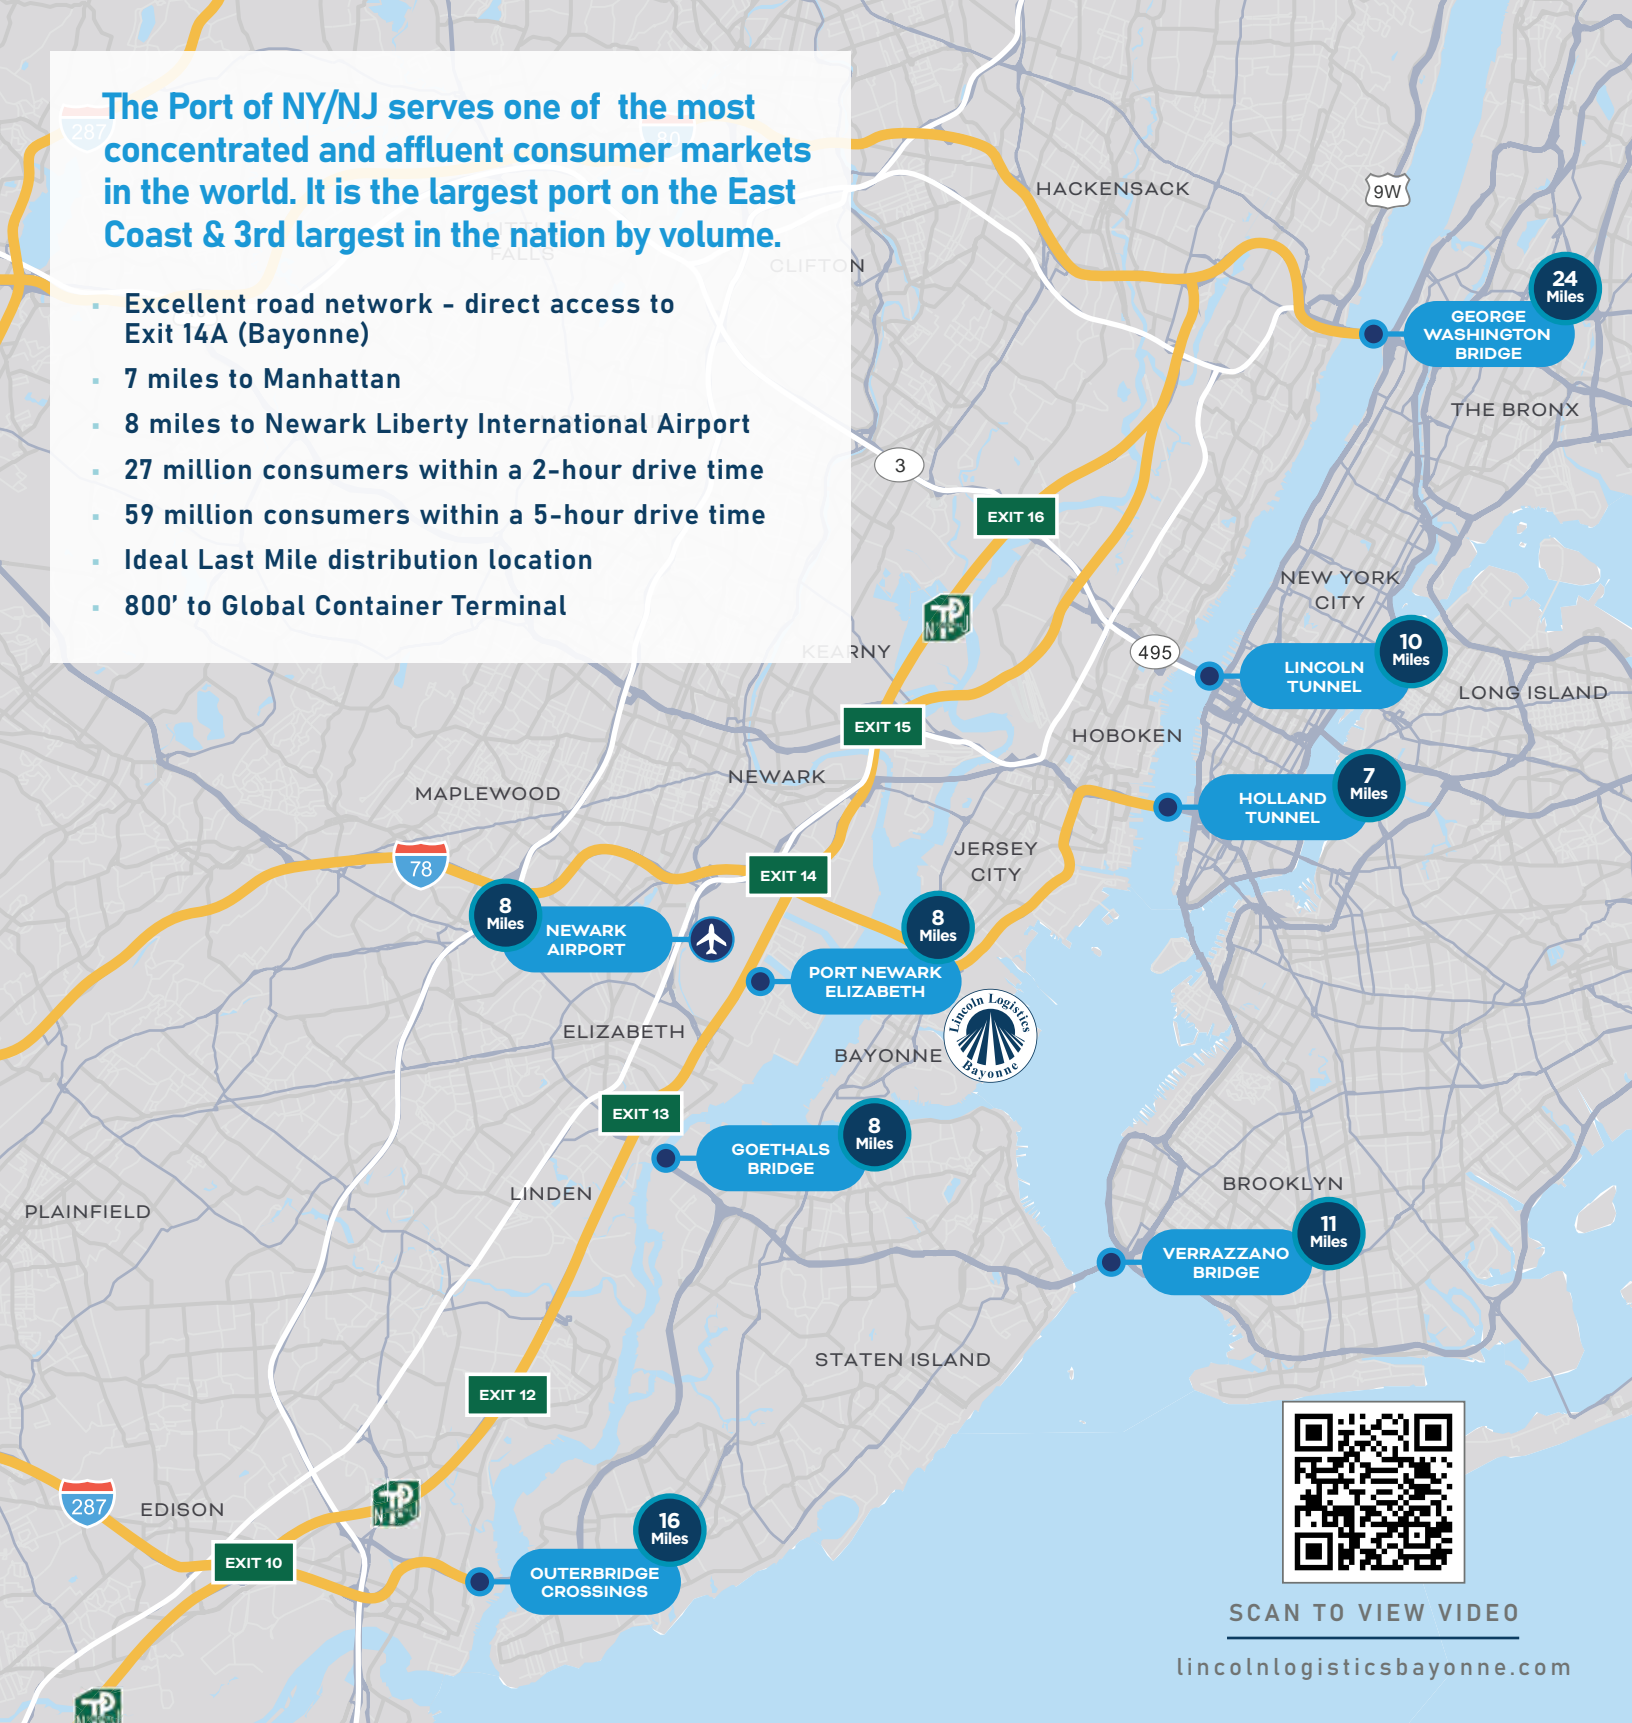 The Port of NY/NJ serves one of the most
concentrated and affluent consumer markets
in the world. It is the largest port on the East
Coast & 3rd largest in the nation by volume.
Excellent road network - direct access to
Exit 14A (Bayonne)
7 miles to Manhattan
8 miles to Newark Liberty International Airport
27 million consumers within a 2-hour drive time
59 million consumers within a 5-hour drive time
Ideal Last Mile distribution location
800’ to Global Container Terminal
287
80
FALLS
CLIFTON
HACKENSACK
9W
24
Miles
GEORGE
WASHINGTON
BRIDGE
THE BRONX
3
EXIT 16
NEW YORK
CITY
KEARNY
495
10
Miles
LINCOLN
TUNNEL
LONG ISLAND
EXIT 15
HOBOKEN
NEWARK
7
Miles
HOLLAND
TUNNEL
MAPLEWOOD
JERSEY
CITY
78
EXIT 14
8
Miles
NEWARK
AIRPORT
8
Miles
PORT NEWARK
ELIZABETH
Lincoln Logistics
Bayonne
ELIZABETH
BAYONNE
EXIT 13
8
Miles
GOETHALS
BRIDGE
LINDEN
PLAINFIELD
BROOKLYN
11
Miles
VERRAZZANO
BRIDGE
STATEN ISLAND
EXIT 12
287
EDISON
EXIT 10
16
Miles
OUTERBRIDGE
CROSSINGS
SCAN TO VIEW VIDEO
lincolnlogisticsbayonne.com